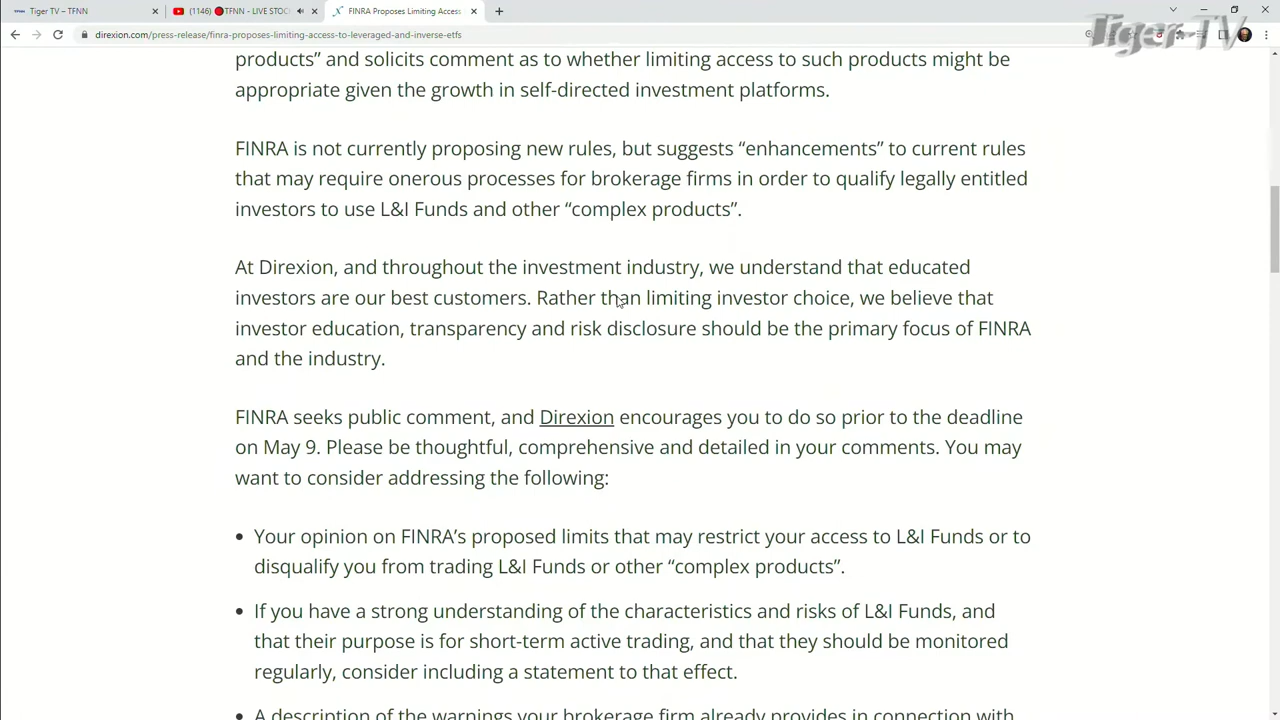 Tiger TV – TFNN
(1146) TFNN - LIVE STOC
FINRA Proposes Limiting Access
direxion.com/press-release/finra-proposes-limiting-access-to-leveraged-and-inverse-etfs
Tiger-TV
products” and solicits comment as to whether limiting access to such products might be
appropriate given the growth in self-directed investment platforms.
FINRA is not currently proposing new rules, but suggests “enhancements” to current rules
that may require onerous processes for brokerage firms in order to qualify legally entitled
investors to use L&I Funds and other “complex products”.
At Direxion, and throughout the investment industry, we understand that educated
investors are our best customers. Rather than limiting investor choice, we believe that
investor education, transparency and risk disclosure should be the primary focus of FINRA
and the industry.
FINRA seeks public comment, and Direxion encourages you to do so prior to the deadline
on May 9. Please be thoughtful, comprehensive and detailed in your comments. You may
want to consider addressing the following:
• Your opinion on FINRA’s proposed limits that may restrict your access to L&I Funds or to
disqualify you from trading L&I Funds or other “complex products”.
• If you have a strong understanding of the characteristics and risks of L&I Funds, and
that their purpose is for short-term active trading, and that they should be monitored
regularly, consider including a statement to that effect.
• A description of the warnings your brokerage firm already provides in connection with